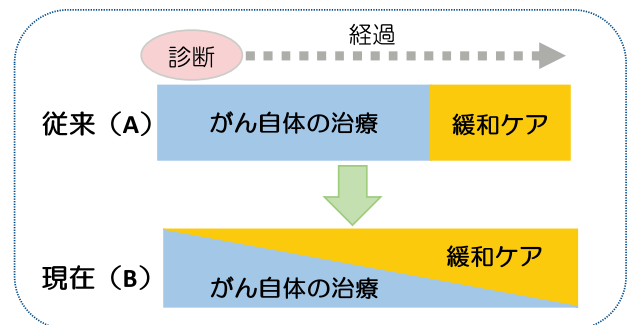 診断
経過
従来（A）
がん自体の治療
緩和ケア
現在（B）
緩和ケア
がん自体の治療